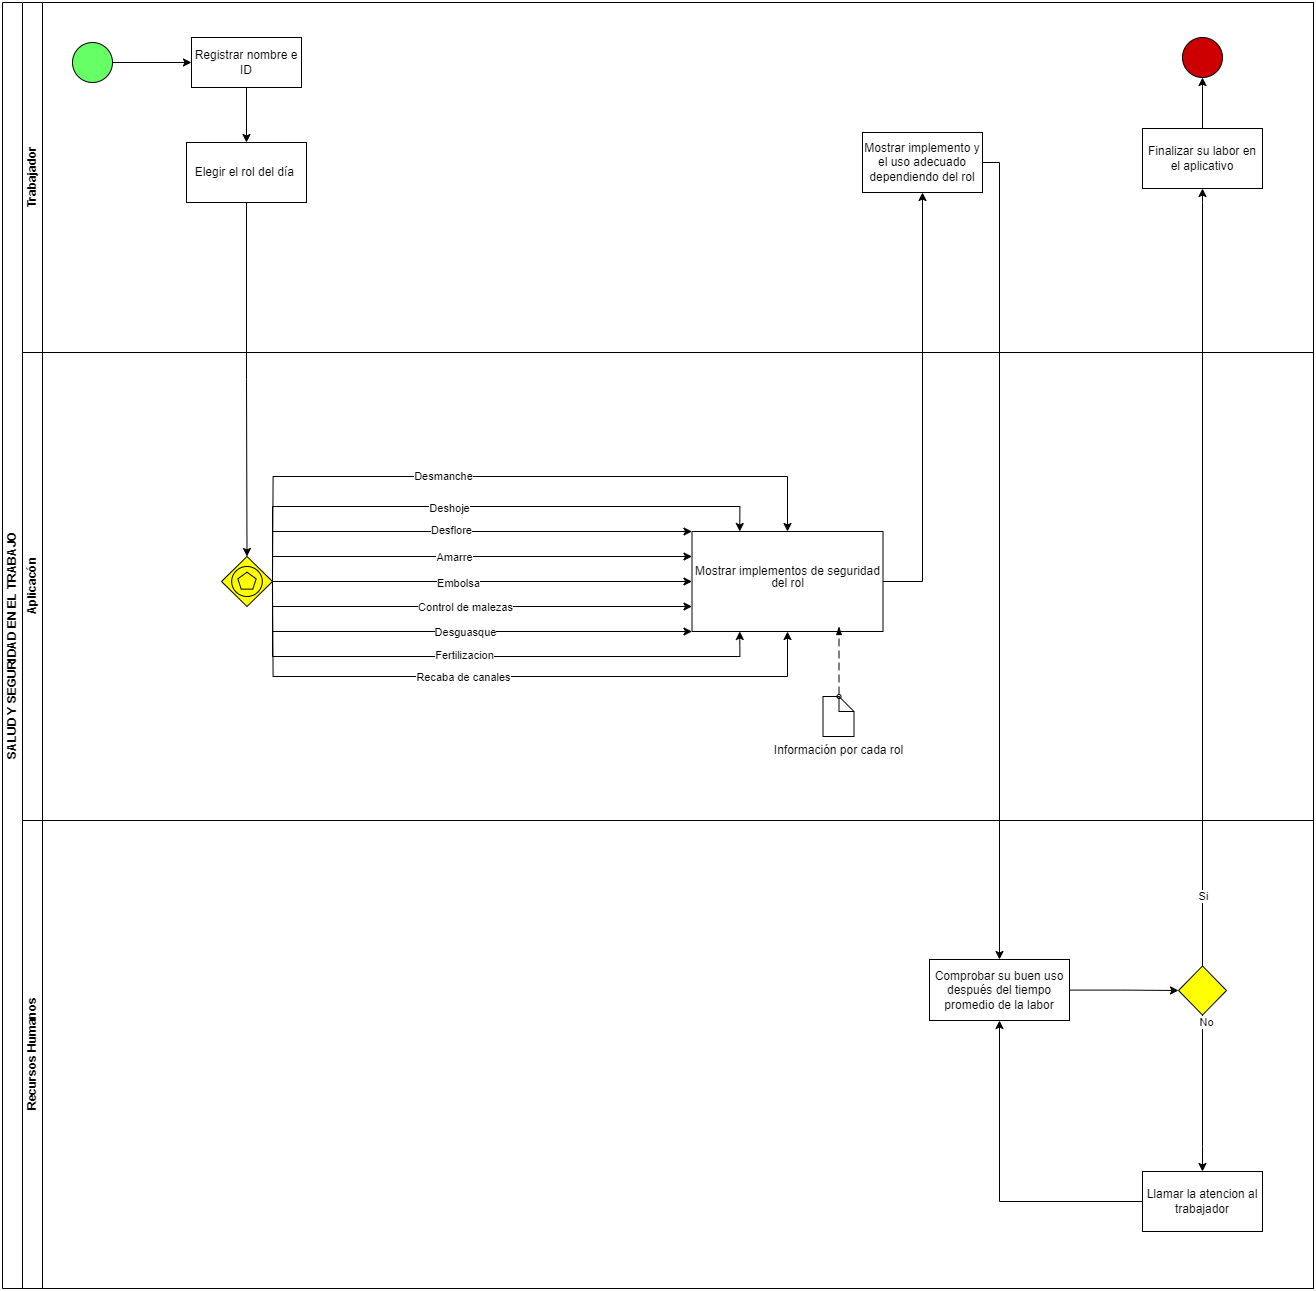 SALUD Y SEGURIDAD EN EL TRABAJO
Trabajador
Registrar nombre e
ID
Elegir el rol del día
Mostrar implemento y
el uso adecuado
dependiendo del rol
Finalizar su labor en
el aplicativo
Aplicacón
Desmanche
Deshoje
Desflore
Amarre
Embolsa
Control de malezas
Desguasque
Fertilizacion
Recaba de canales
Mostrar implementos de seguridad
del rol
Información por cada rol
Recursos Humanos
Comprobar su buen uso
después del tiempo
promedio de la labor
Si
No
Llamar la atencion al
trabajador